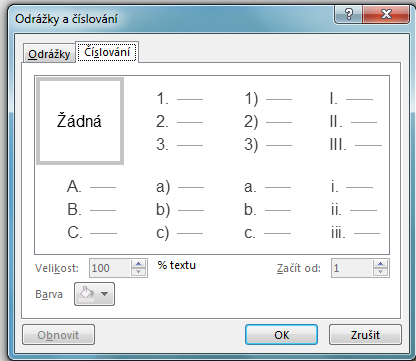 Odrážky a číslování
Odrážky Číslování
Žádná
1.
2.
3.
1)
2)
3)
I.
II.
III.
A.
B.
C.
a)
b)
c)
a.
b.
c.
i.
ii.
iii.
Velikost: 100 % textu Začít od: 1
Barva
Obnovit OK Zrušit